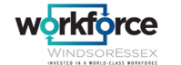 workforce
WINDSORESSEX
INVESTED IN A WORLD-CLASS WORKFORCE